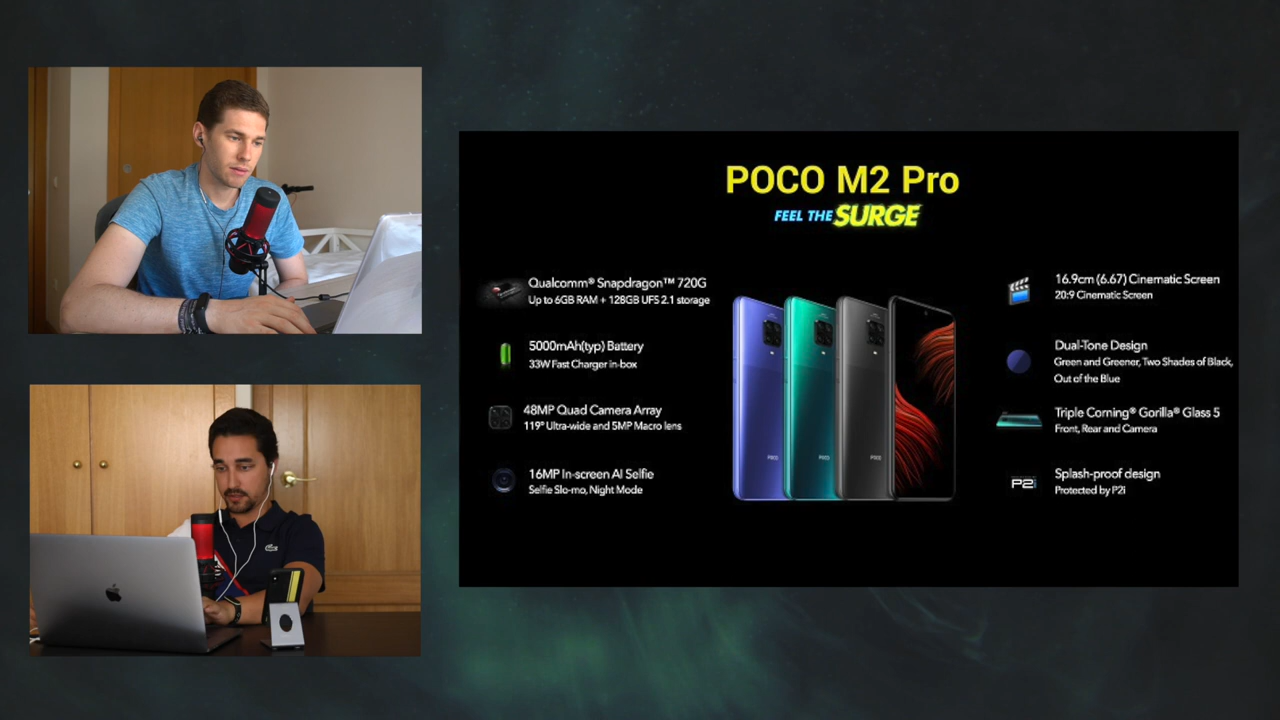 POCO M2 Pro
FEEL THE SURGE
Qualcomm® Snapdragon™ 720G
Up to 6GB RAM + 128GB UFS 2.1 storage
5000mAh(typ) Battery
33W Fast Charger in-box
48MP Quad Camera Array
119° Ultra-wide and 5MP Macro lens
16MP In-screen AI Selfie
Selfie Slo-mo, Night Mode
POCO
POCO
POCO
16.9cm (6.67) Cinematic Screen
20:9 Cinematic Screen
Dual-Tone Design
Green and Greener, Two Shades of Black,
Out of the Blue
Triple Corning® Gorilla® Glass 5
Front, Rear and Camera
P2i
Splash-proof design
Protected by P2i